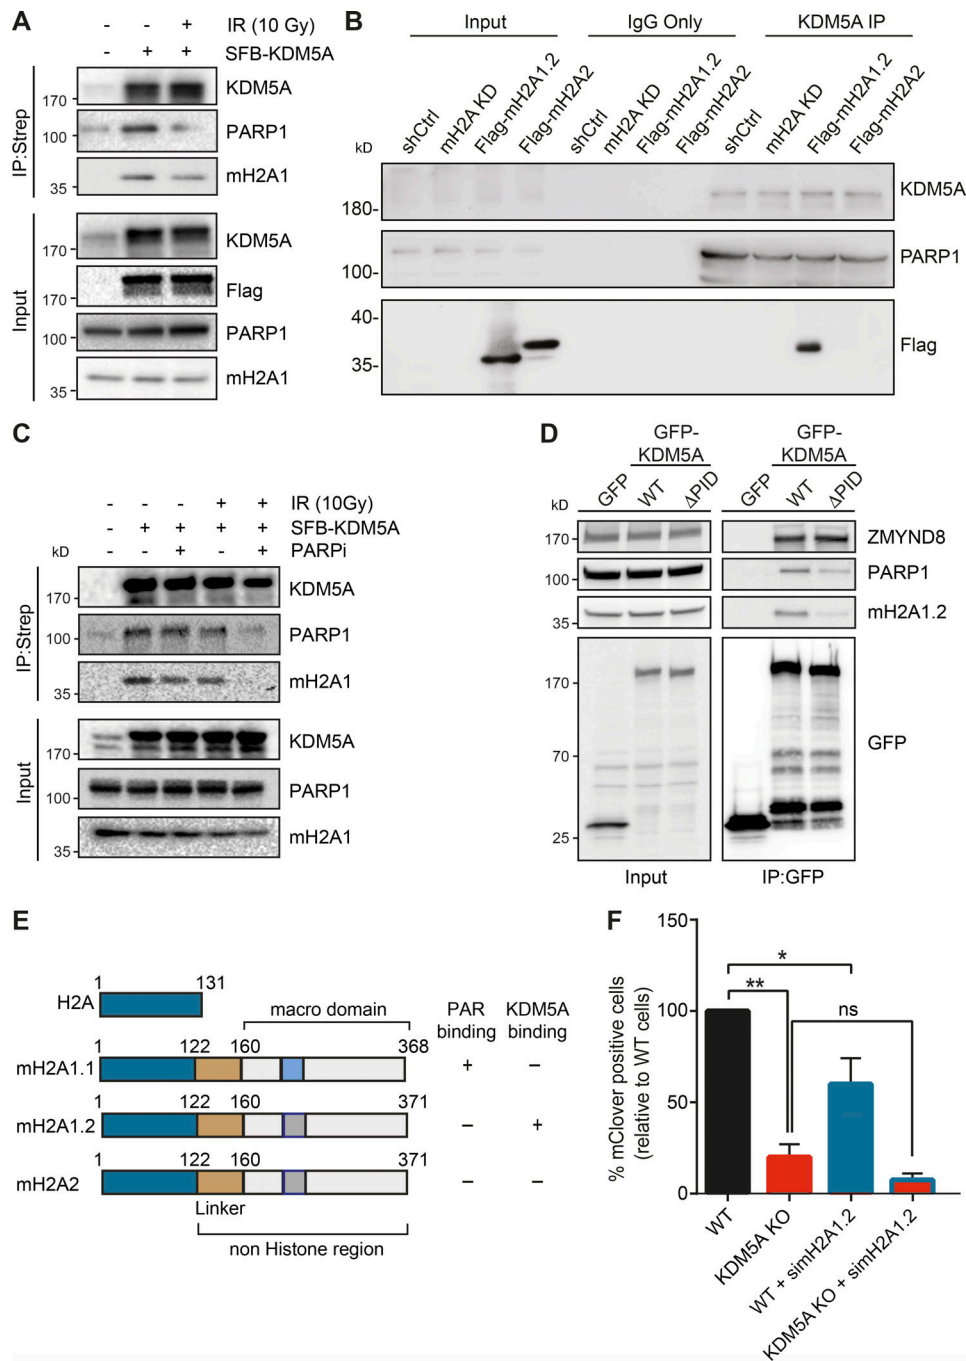 A
- - + IR (10 Gy)
- + + SFB-KDM5A
IP:Strep
170 KDM5A
100 PARP1
35 mH2A1
Input
170 KDM5A
170 Flag
100 PARP1
35 mH2A1
B
Input IgG Only KDM5A IP
shCtrl mH2A KD Flag-mH2A1.2 Flag-mH2A2 shCtrl mH2A KD Flag-mH2A1.2 Flag-mH2A2 shCtrl mH2A KD Flag-mH2A1.2 Flag-mH2A2
kD
180- KDM5A
100- PARP1
40-
35- Flag
C
- - - + + IR (10Gy)
- + + + + SFB-KDM5A
- - + - + PARPi
kD
IP:Strep
170 KDM5A
100 PARP1
35 mH2A1
Input
170 KDM5A
100 PARP1
35 mH2A1
D
GFP-KDM5A GFP-KDM5A
GFP WT ΔPID GFP WT ΔPID
kD
170 ZMYND8
100 PARP1
35 mH2A1.2
170
70 GFP
25
Input IP:GFP
E
1 131
H2A
macro domain PAR binding KDM5A binding
1 122 160 368
mH2A1.1 + –
1 122 160 371
mH2A1.2 – +
1 122 160 371
mH2A2 – –
Linker
non Histone region
F
% mClover positive cells
(relative to WT cells)
150
100
50
0
*
**
ns
WT
KDM5A KO
WT + simH2A1.2
KDM5A KO + simH2A1.2